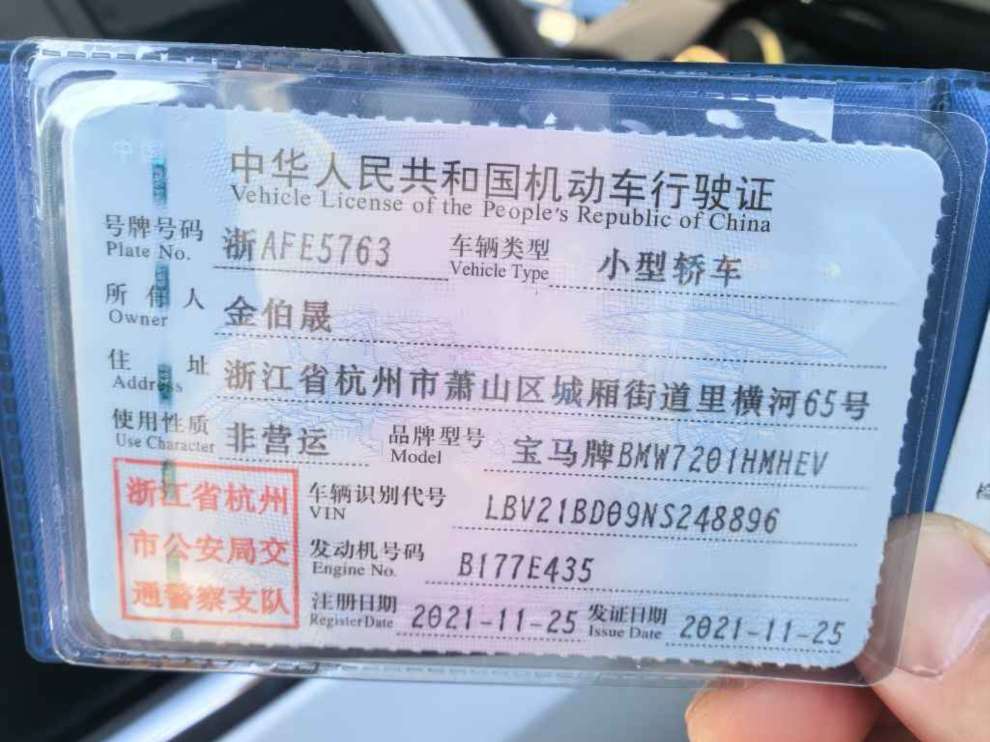 中华人民共和国机动车行驶证
Vehicle License of the People's Republic of China
号牌号码 浙AFE5763 车辆类型 小型轿车
Plate No. Vehicle Type
所有人 金伯晟
Owner
住址 浙江省杭州市萧山区城厢街道里横河65号
Address
使用性质 非营运 品牌型号 宝马牌BMW7201HMHEV
Use Character Model
浙江省杭州
市公安局交
通警察支队
车辆识别代号 LBV21BD09NS248896
VIN
发动机号码 B177E435
Engine No.
注册日期 2021-11-25 发证日期 2021-11-25
Register Date Issue Date